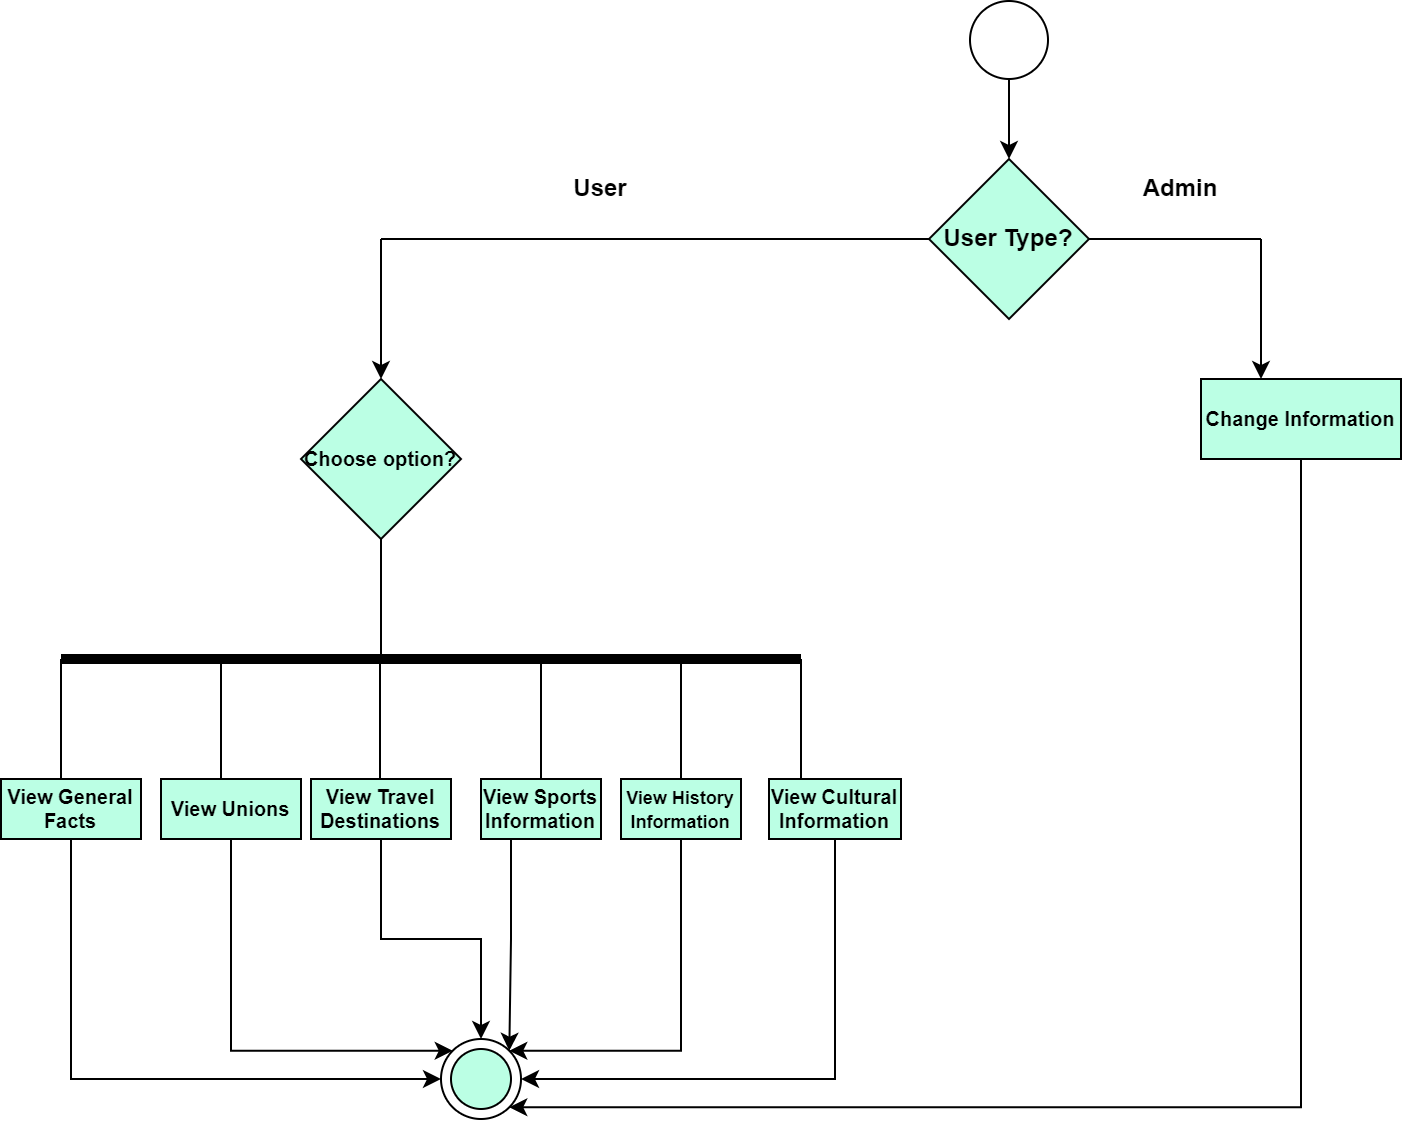 User
Admin
User Type?
Choose option?
Change Information
View General
Facts
View Unions
View Travel
Destinations
View Sports
Information
View History
Information
View Cultural
Information